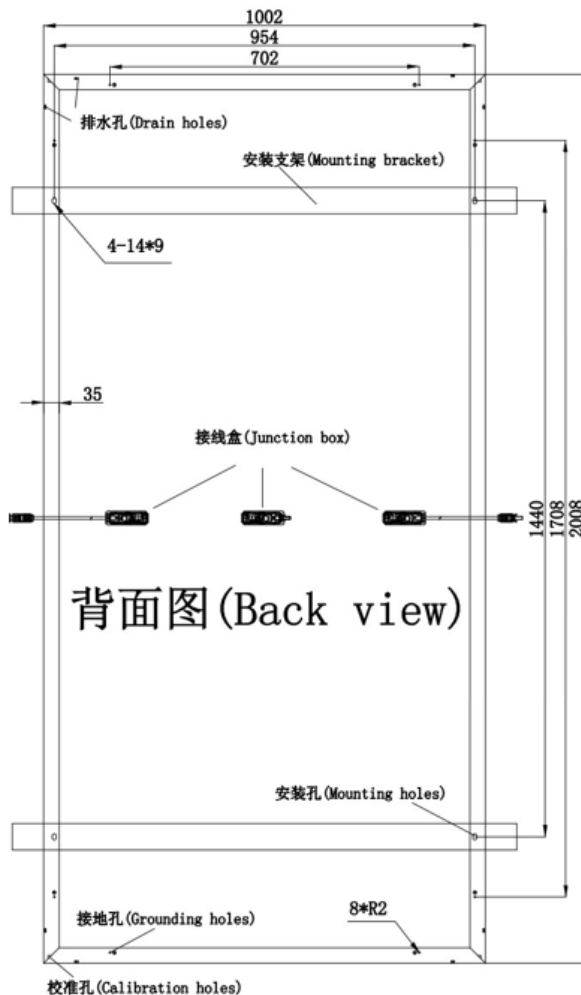 1002
954
702
排水孔(Drain holes)
安装支架(Mounting bracket)
4-14*9
35
接线盒(Junction box)
1440
1708
2008
背面图(Back view)
安装孔(Mounting holes)
接地孔(Grounding holes)
8*R2
校准孔(Calibration holes)